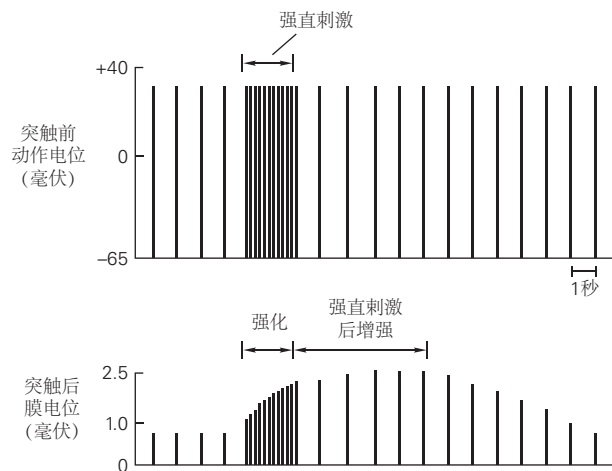 强直刺激
+40
突触前
动作电位
(毫伏)
0
–65
1秒
强化
强直刺激
后增强
2.5
突触后
膜电位
(毫伏)
1.0
0